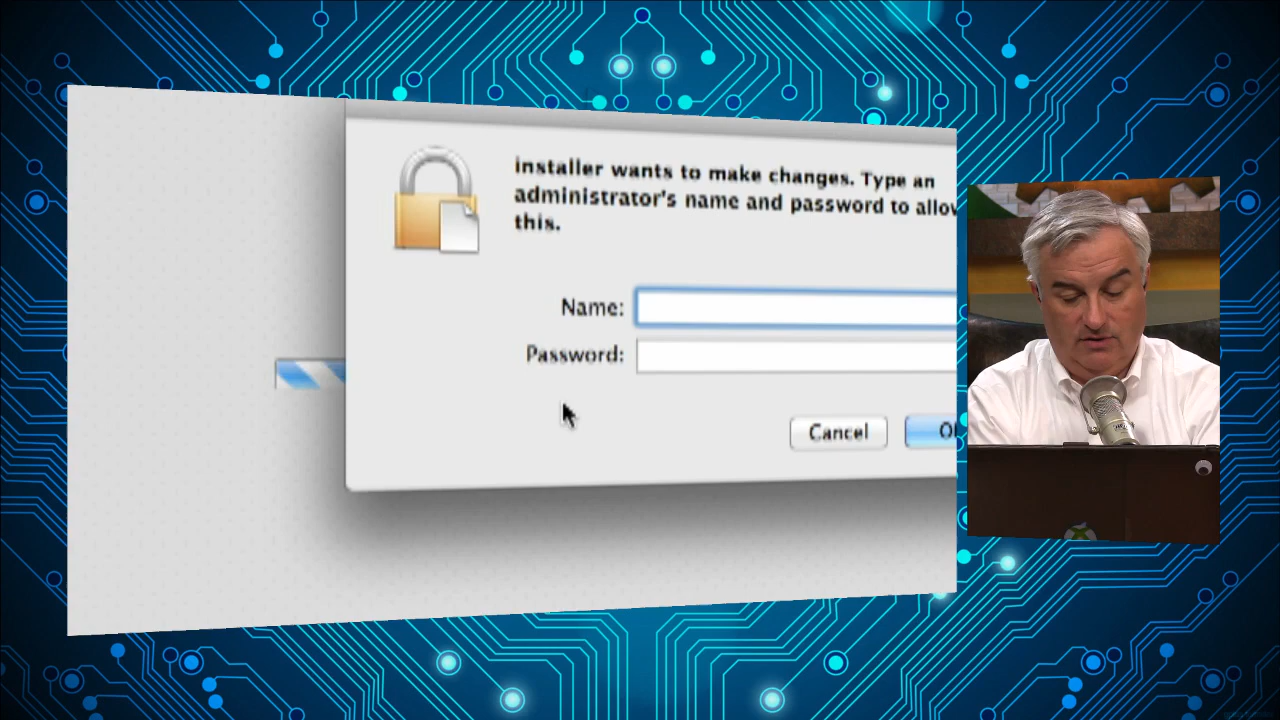 installer wants to make changes. Type an
administrator's name and password to allow
this.
Name:
Password:
Cancel